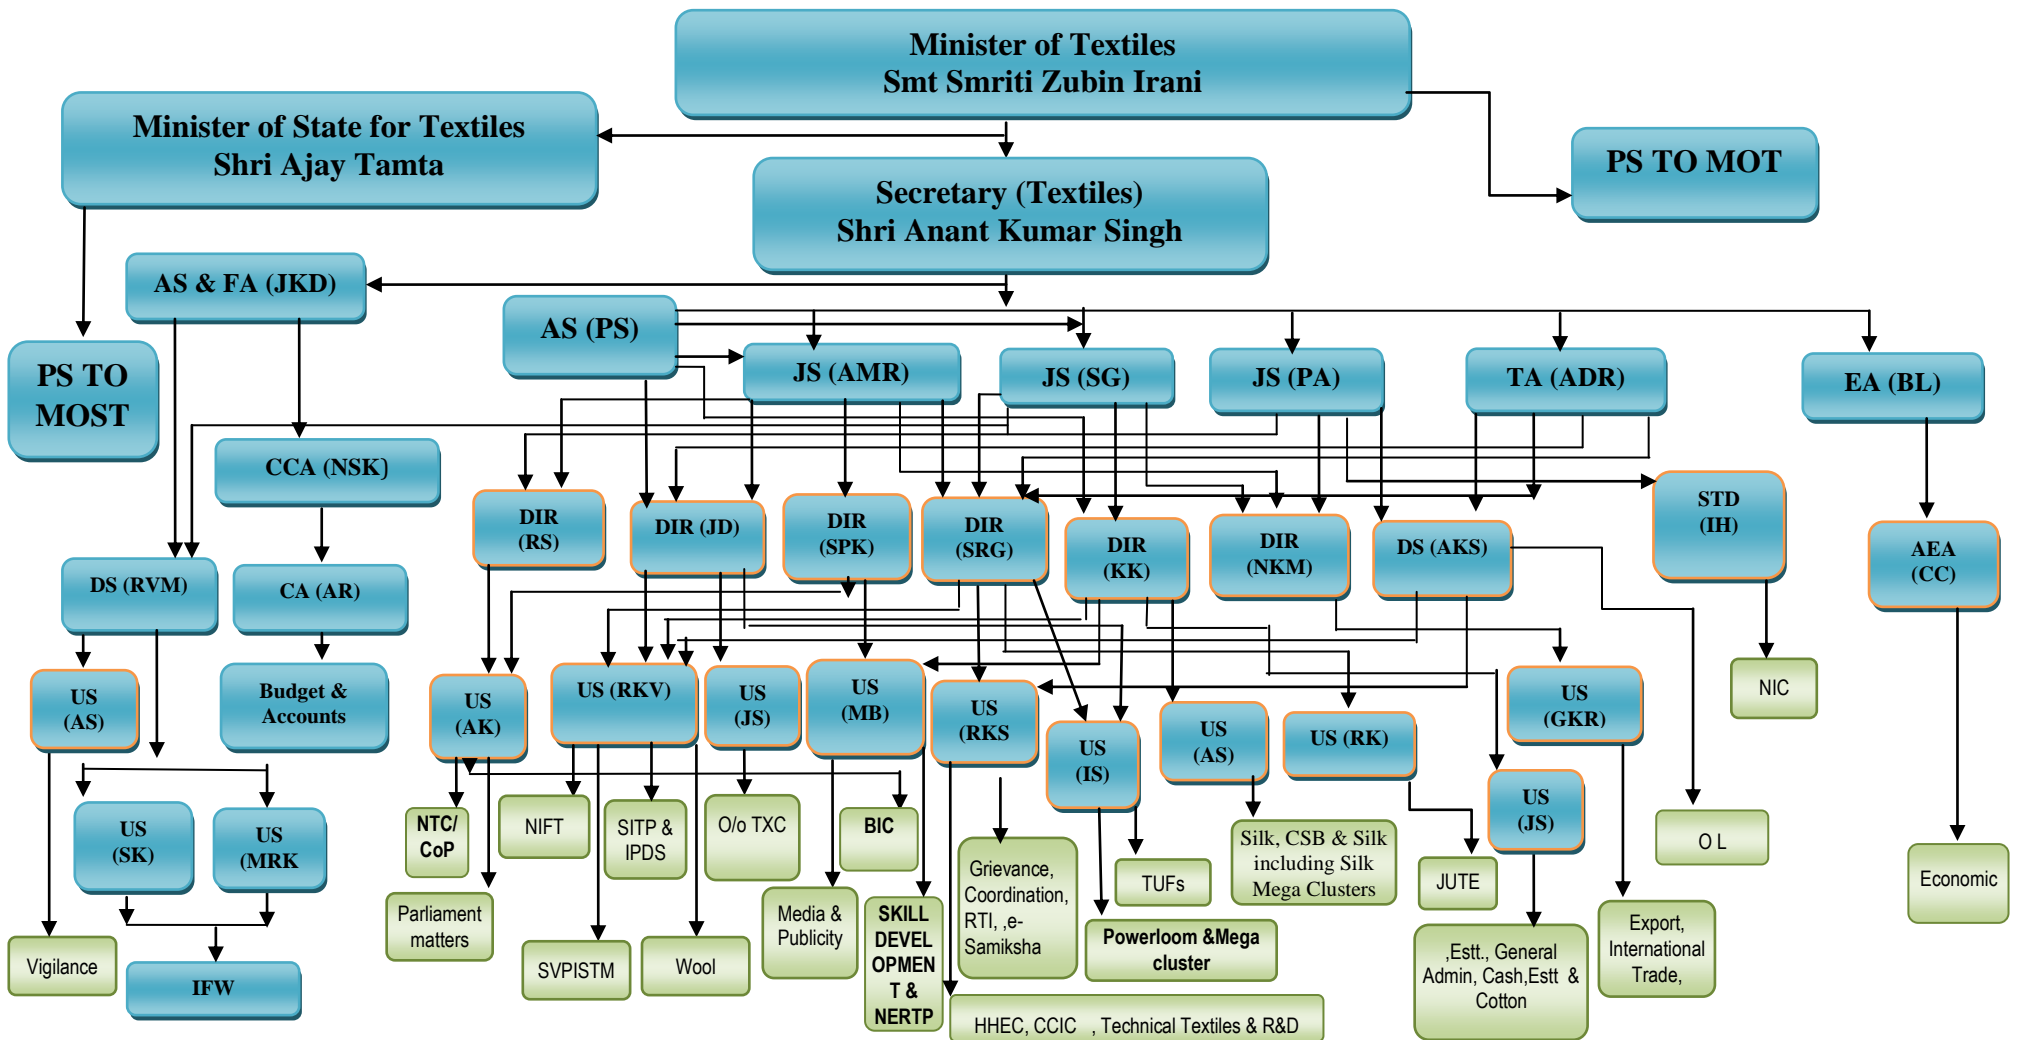 Minister of Textiles
Smt Smriti Zubin Irani
Minister of State for Textiles
Shri Ajay Tamta
PS TO MOT
Secretary (Textiles)
Shri Anant Kumar Singh
AS & FA (JKD)
AS (PS)
PS TO
MOST
JS (AMR)
JS (SG)
JS (PA)
TA (ADR)
EA (BL)
CCA (NSK)
DIR
(RS)
DIR (JD)
DIR
(SPK)
DIR
(SRG)
DIR
(KK)
DIR
(NKM)
DS (AKS)
STD
(IH)
AEA
(CC)
DS (RVM)
CA (AR)
US
(AS)
Budget &
Accounts
US
(AK)
US (RKV)
US
(JS)
US
(MB)
US
(RKS
US
(IS)
US
(AS)
US (RK)
US
(GKR)
NIC
US
(JS)
US
(SK)
US
(MRK
NTC/
CoP
NIFT
SITP &
IPDS
O/o TXC
BIC
Grievance,
Coordination,
RTI, ,e-
Samiksha
TUFs
Silk, CSB & Silk
including Silk
Mega Clusters
JUTE
O L
Economic
Parliament
matters
Media &
Publicity
SKILL
DEVEL
OPMEN
T &
NERTP
Powerloom &Mega
cluster
,Estt., General
Admin, Cash,Estt &
Cotton
Export,
International
Trade,
Vigilance
IFW
SVPISTM
Wool
HHEC, CCIC , Technical Textiles & R&D